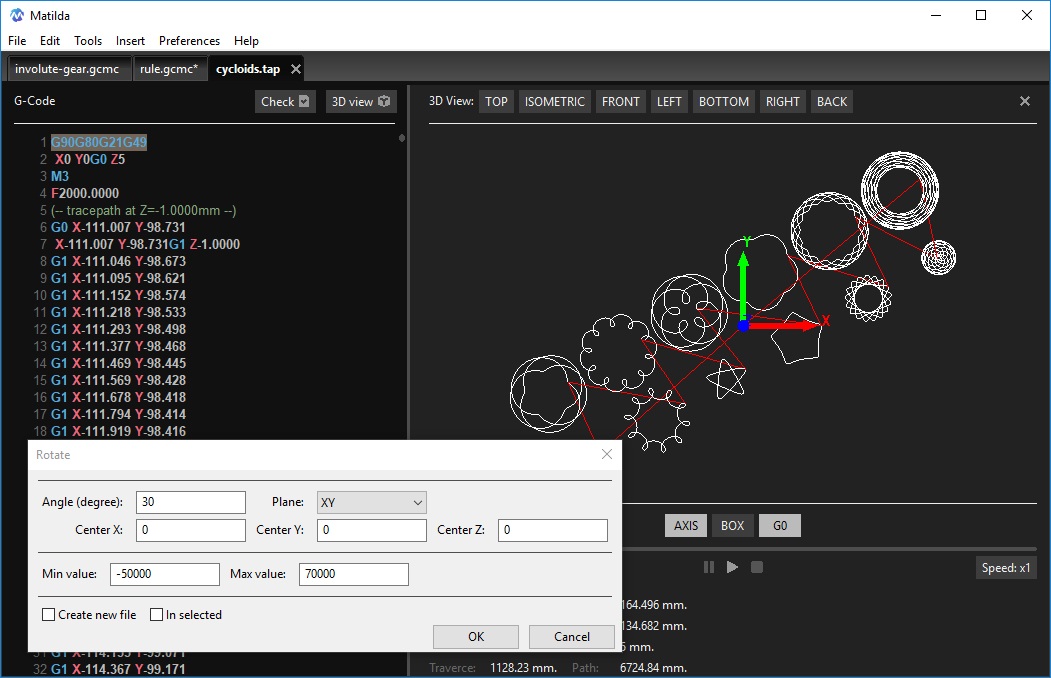 Matilda
File Edit Tools Insert Preferences Help
involute-gear.gcmc rule.gcmc* cycloids.tap
G-Code Check 3D view
1 G90G80G21G49
2 X0 Y0G0 Z5
3 M3
4 F2000.0000
5 (-- tracepath at Z=-1.0000mm --)
6 G0 X-111.007 Y-98.731
7 X-111.007 Y-98.731G1 Z-1.0000
8 G1 X-111.046 Y-98.673
9 G1 X-111.095 Y-98.621
10 G1 X-111.152 Y-98.574
11 G1 X-111.218 Y-98.533
12 G1 X-111.293 Y-98.498
13 G1 X-111.377 Y-98.468
14 G1 X-111.469 Y-98.445
15 G1 X-111.569 Y-98.428
16 G1 X-111.678 Y-98.418
17 G1 X-111.794 Y-98.414
18 G1 X-111.919 Y-98.416
32 G1 X-114.367 Y-99.171
3D View: TOP ISOMETRIC FRONT LEFT BOTTOM RIGHT BACK
Y
X
AXIS BOX G0
Speed: x1
164.496 mm.
134.682 mm.
mm.
Traverce: 1128.23 mm. Path: 6724.84 mm.
Rotate
Angle (degree): 30 Plane: XY
Center X: 0 Center Y: 0 Center Z: 0
Min value: -50000 Max value: 70000
Create new file In selected
OK Cancel